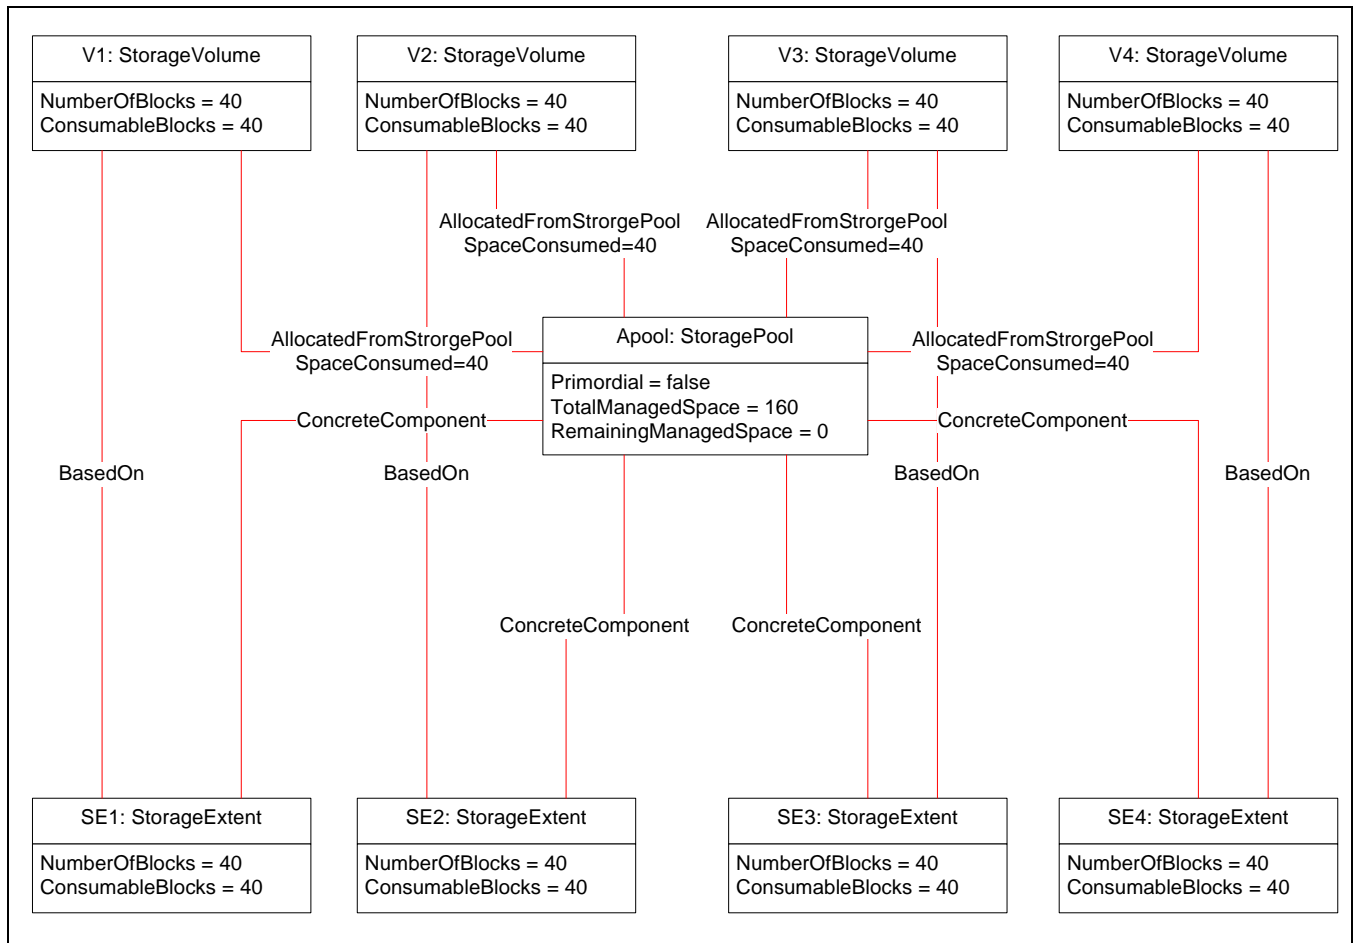 V1: StorageVolume
NumberOfBlocks = 40
ConsumableBlocks = 40
V2: StorageVolume
NumberOfBlocks = 40
ConsumableBlocks = 40
V3: StorageVolume
NumberOfBlocks = 40
ConsumableBlocks = 40
V4: StorageVolume
NumberOfBlocks = 40
ConsumableBlocks = 40
AllocatedFromStrorgePool
SpaceConsumed=40
AllocatedFromStrorgePool
SpaceConsumed=40
AllocatedFromStrorgePool
SpaceConsumed=40
Apool: StoragePool
Primordial = false
TotalManagedSpace = 160
RemainingManagedSpace = 0
AllocatedFromStrorgePool
SpaceConsumed=40
ConcreteComponent
ConcreteComponent
BasedOn
BasedOn
BasedOn
BasedOn
ConcreteComponent
ConcreteComponent
SE1: StorageExtent
NumberOfBlocks = 40
ConsumableBlocks = 40
SE2: StorageExtent
NumberOfBlocks = 40
ConsumableBlocks = 40
SE3: StorageExtent
NumberOfBlocks = 40
ConsumableBlocks = 40
SE4: StorageExtent
NumberOfBlocks = 40
ConsumableBlocks = 40